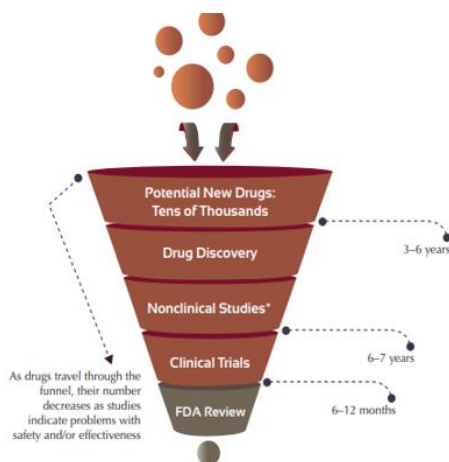 Potential New Drugs:
Tens of Thousands
3–6 years
Drug Discovery
Nonclinical Studies*
6–7 years
Clinical Trials
As drugs travel through the
funnel, their number
decreases as studies
indicate problems with
safety and/or effectiveness
6–12 months
FDA Review